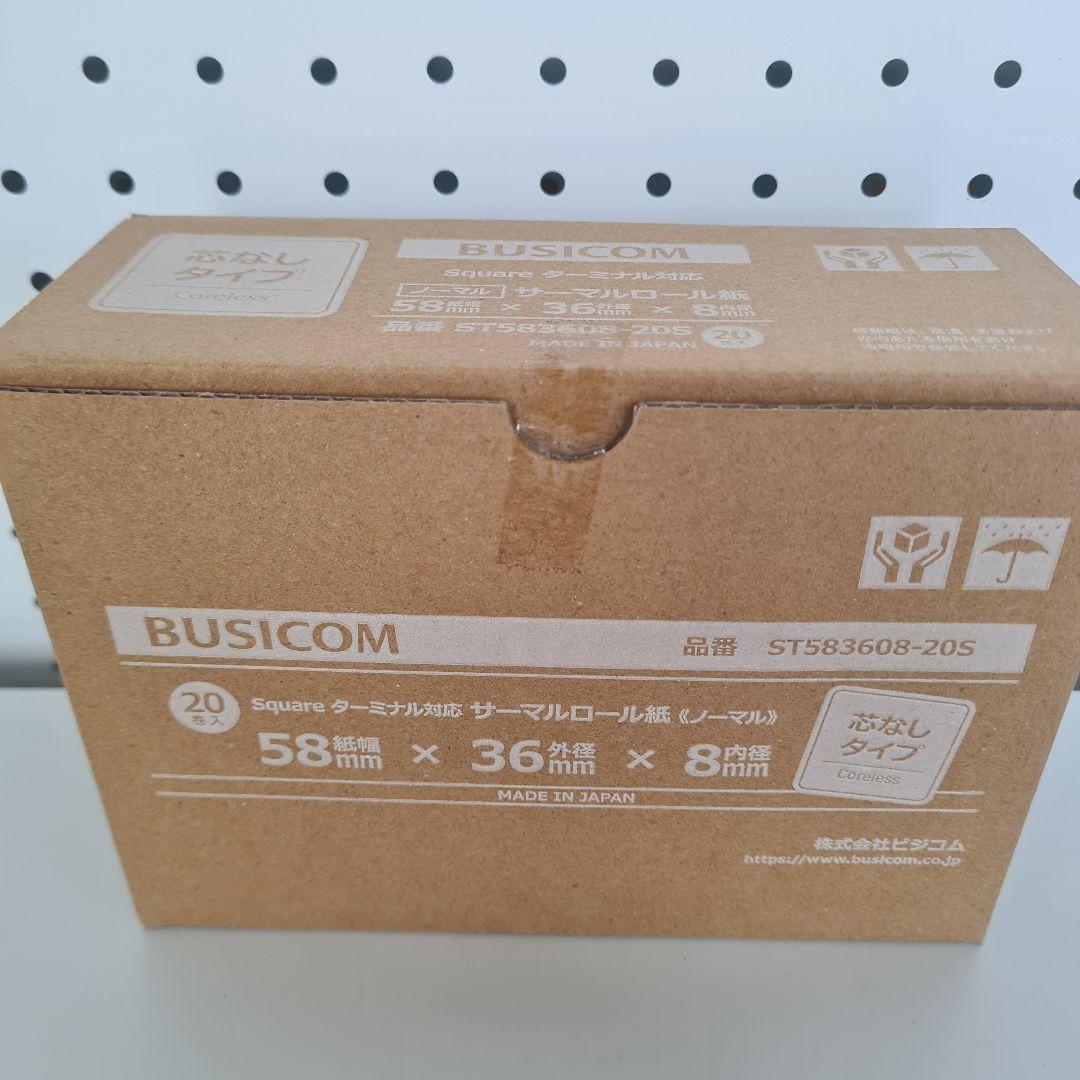 芯なし
タイプ
Coreless
BUSICOM
Square ターミナル対応
ノーマル サーマルロール紙
58紙幅mm × 36外径mm × 8内径mm
品番 ST583608-20S 20巻入
MADE IN JAPAN
BUSICOM 品番 ST583608-20S
20巻入 Square ターミナル対応 サーマルロール紙《ノーマル》
58紙幅mm × 36外径mm × 8内径mm
芯なし
タイプ
Coreless
MADE IN JAPAN
株式会社ビジコム
https://www.busicom.co.jp